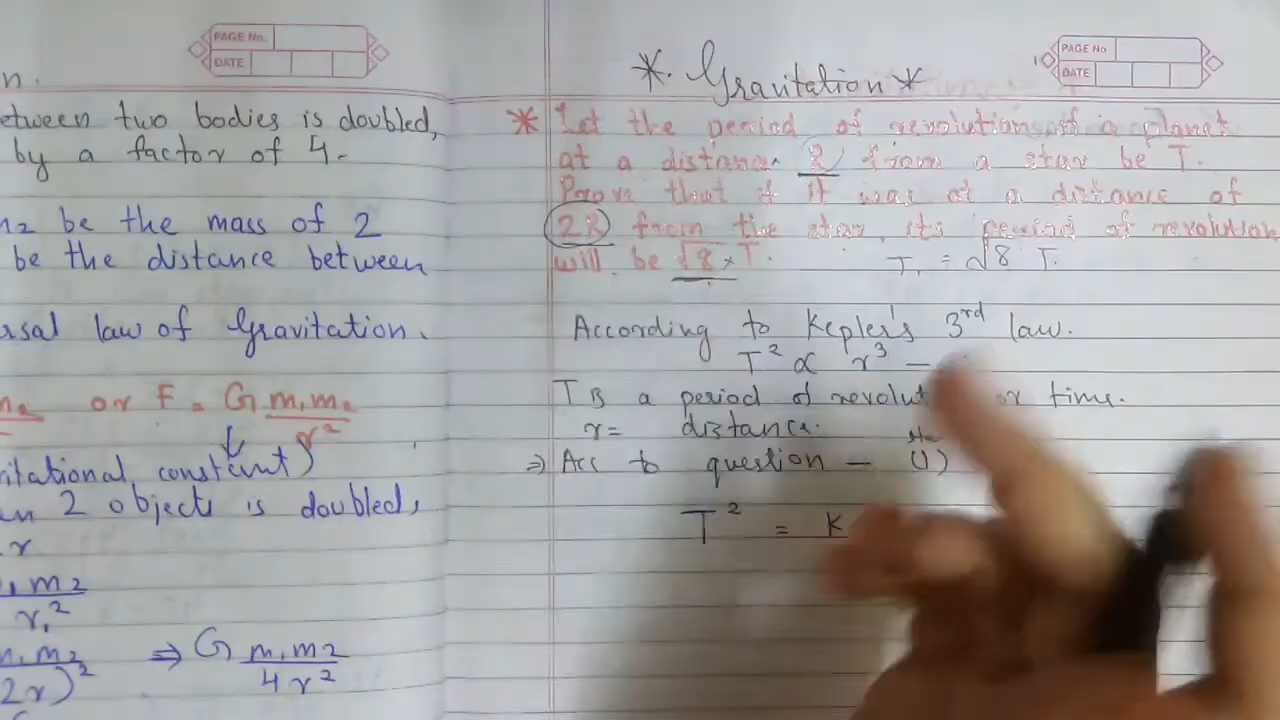 PAGE No.
DATE
n.
etween two bodies is doubled,
by a factor of 4.
m2 be the mass of 2
be the distance between
rsal law of Gravitation.
or F = G m1m2
r2
itational constant)
n 2 objects is doubled,
r
m2
r12
m1m2 ⇒ G m1m2
2r)2 4r2
PAGE No
DATE
*. Gravitation *
* Let the period of revolution of a planet
at a distance R from a star be T.
Prove that if it was at a distance of
2R from the star, its period of revolution
will be √8 × T. T1 = √8 T.
According to Kepler's 3rd law.
T2 ∝ r3 –
T is a period of or time.
r = distance.
⇒ Acc to question – (1)
T2 = K